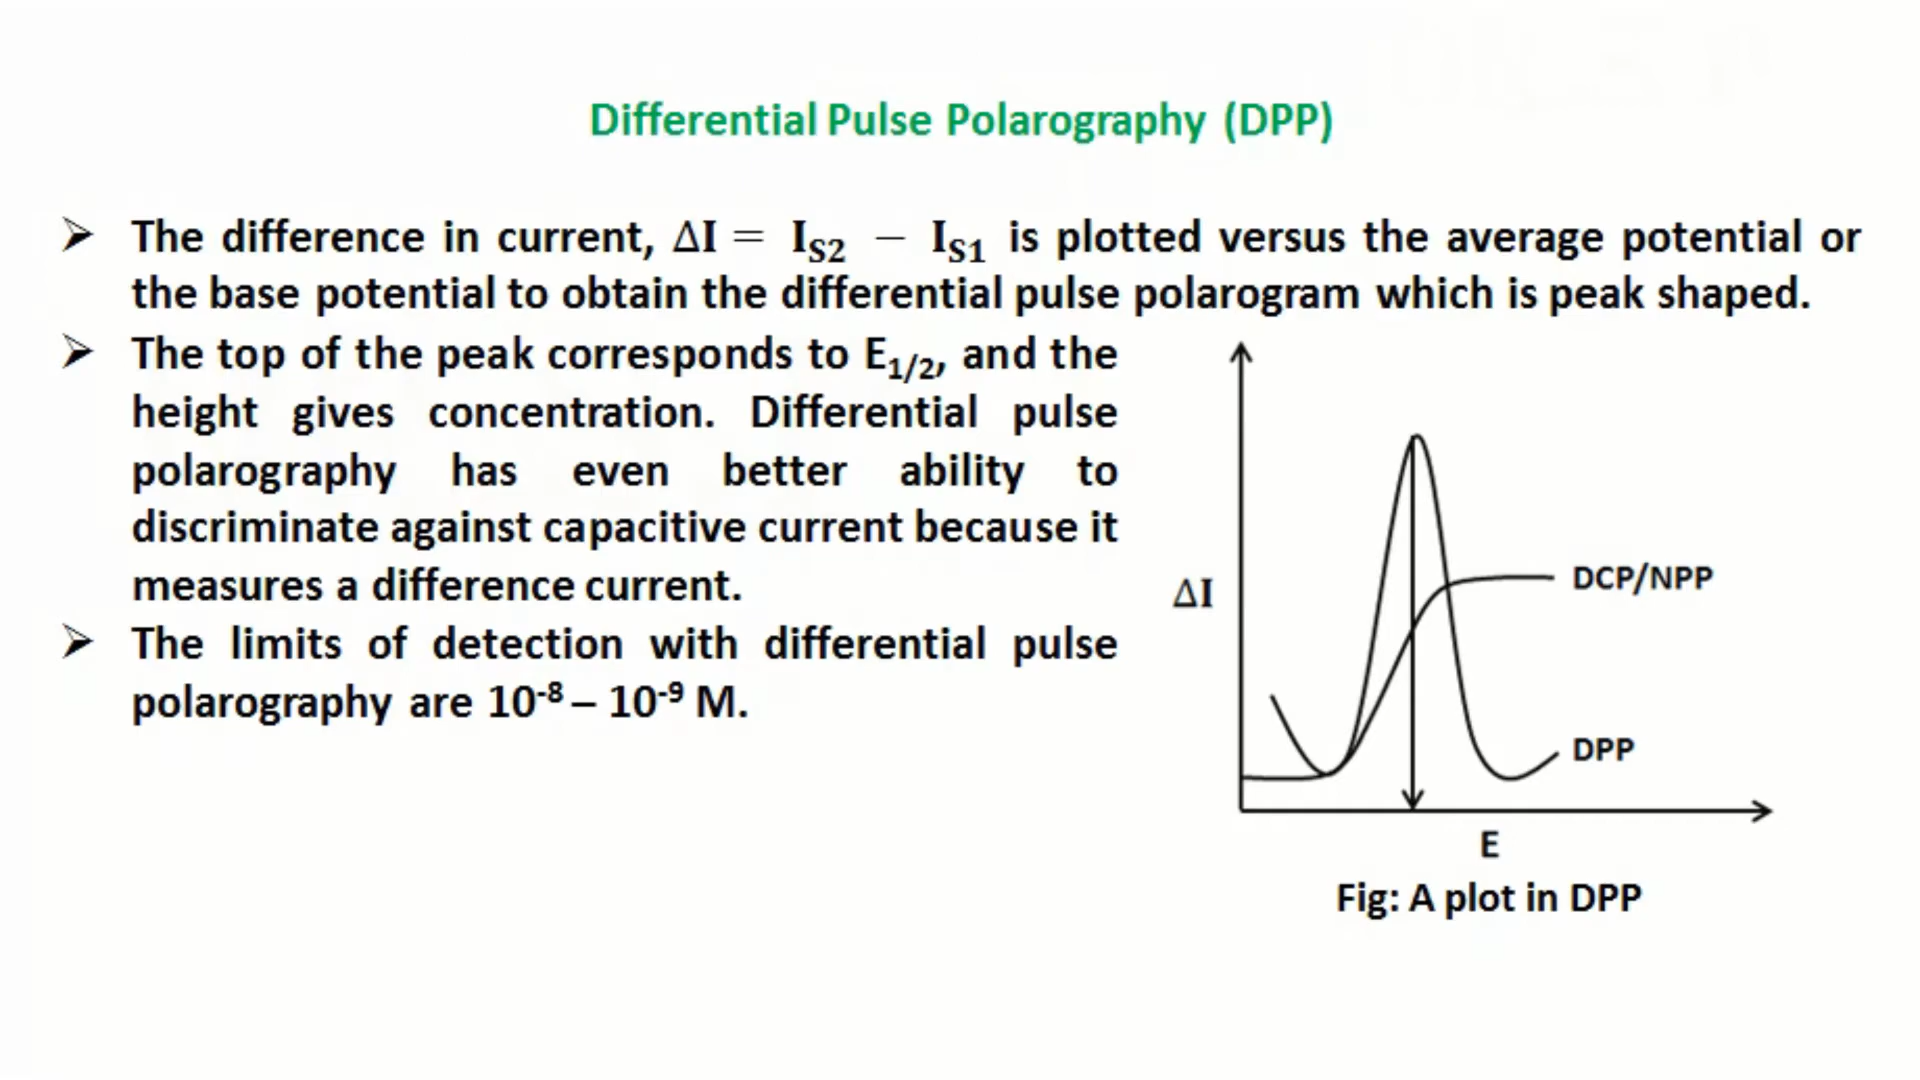 Differential Pulse Polarography (DPP)
➢ The difference in current, ΔI = I_S2 − I_S1 is plotted versus the average potential or
the base potential to obtain the differential pulse polarogram which is peak shaped.
➢ The top of the peak corresponds to E_1/2, and the
height gives concentration. Differential pulse
polarography has even better ability to
discriminate against capacitive current because it
measures a difference current.
➢ The limits of detection with differential pulse
polarography are 10⁻⁸ – 10⁻⁹ M.
ΔI
DCP/NPP
DPP
E
Fig: A plot in DPP